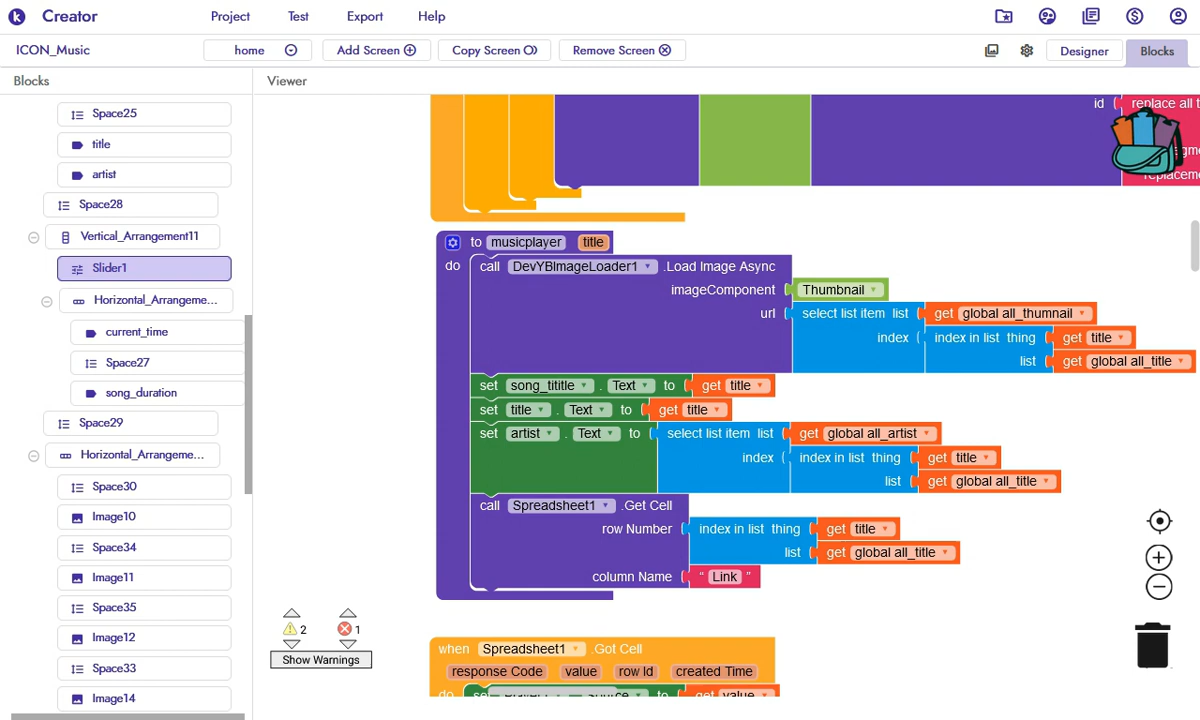 Creator Project Test Export Help
ICON_Music home Add Screen Copy Screen Remove Screen Designer Blocks
Blocks Viewer
Space25
title
artist
Space28
Vertical_Arrangement11
Slider1
Horizontal_Arrangeme...
current_time
Space27
song_duration
Space29
Horizontal_Arrangeme...
Space30
Image10
Space34
Image11
Space35
Image12
Space33
Image14
id replace all t
to musicplayer title
do call DevYBImageLoader1 .Load Image Async
imageComponent Thumbnail
url select list item list get global all_thumnail
index index in list thing get title
list get global all_title
set song_tititle . Text to get title
set title . Text to get title
set artist . Text to select list item list get global all_artist
index index in list thing get title
list get global all_title
call Spreadsheet1 .Get Cell
row Number index in list thing get title
list get global all_title
column Name " Link "
2 1
Show Warnings
when Spreadsheet1 .Got Cell
response Code value row Id created Time
do set Player1 . Source to get value